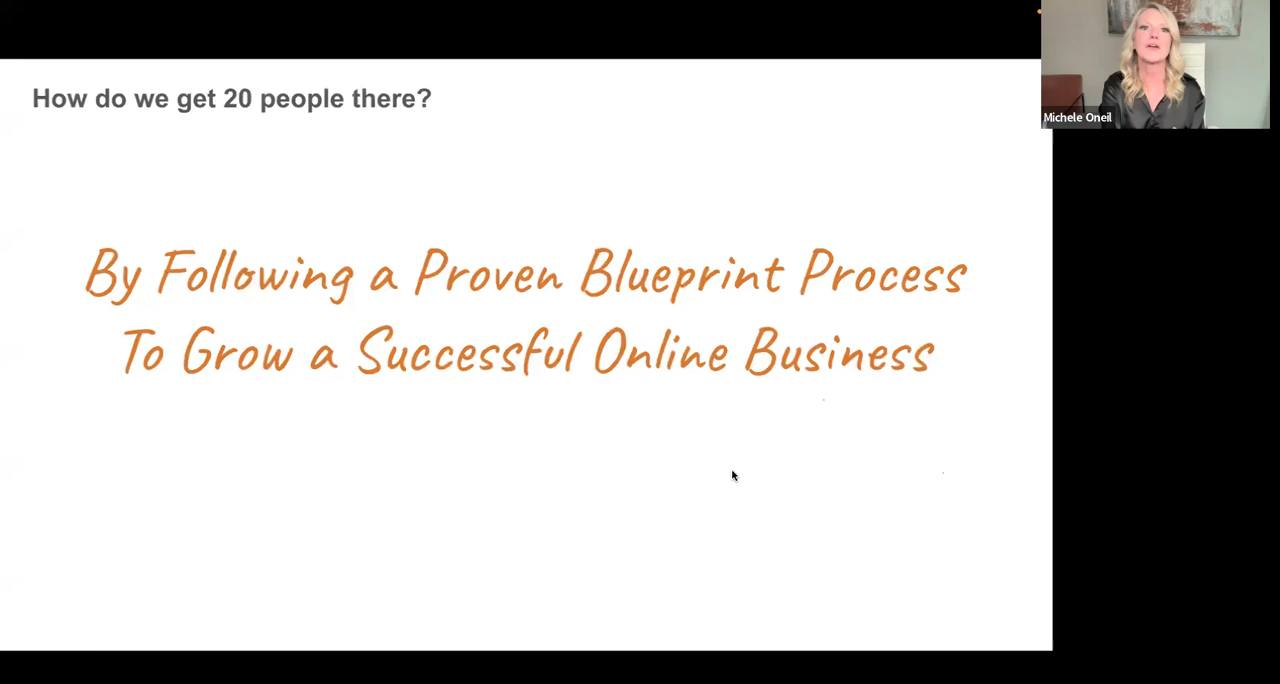 How do we get 20 people there?
Michele Oneil
By Following a Proven Blueprint Process
To Grow a Successful Online Business